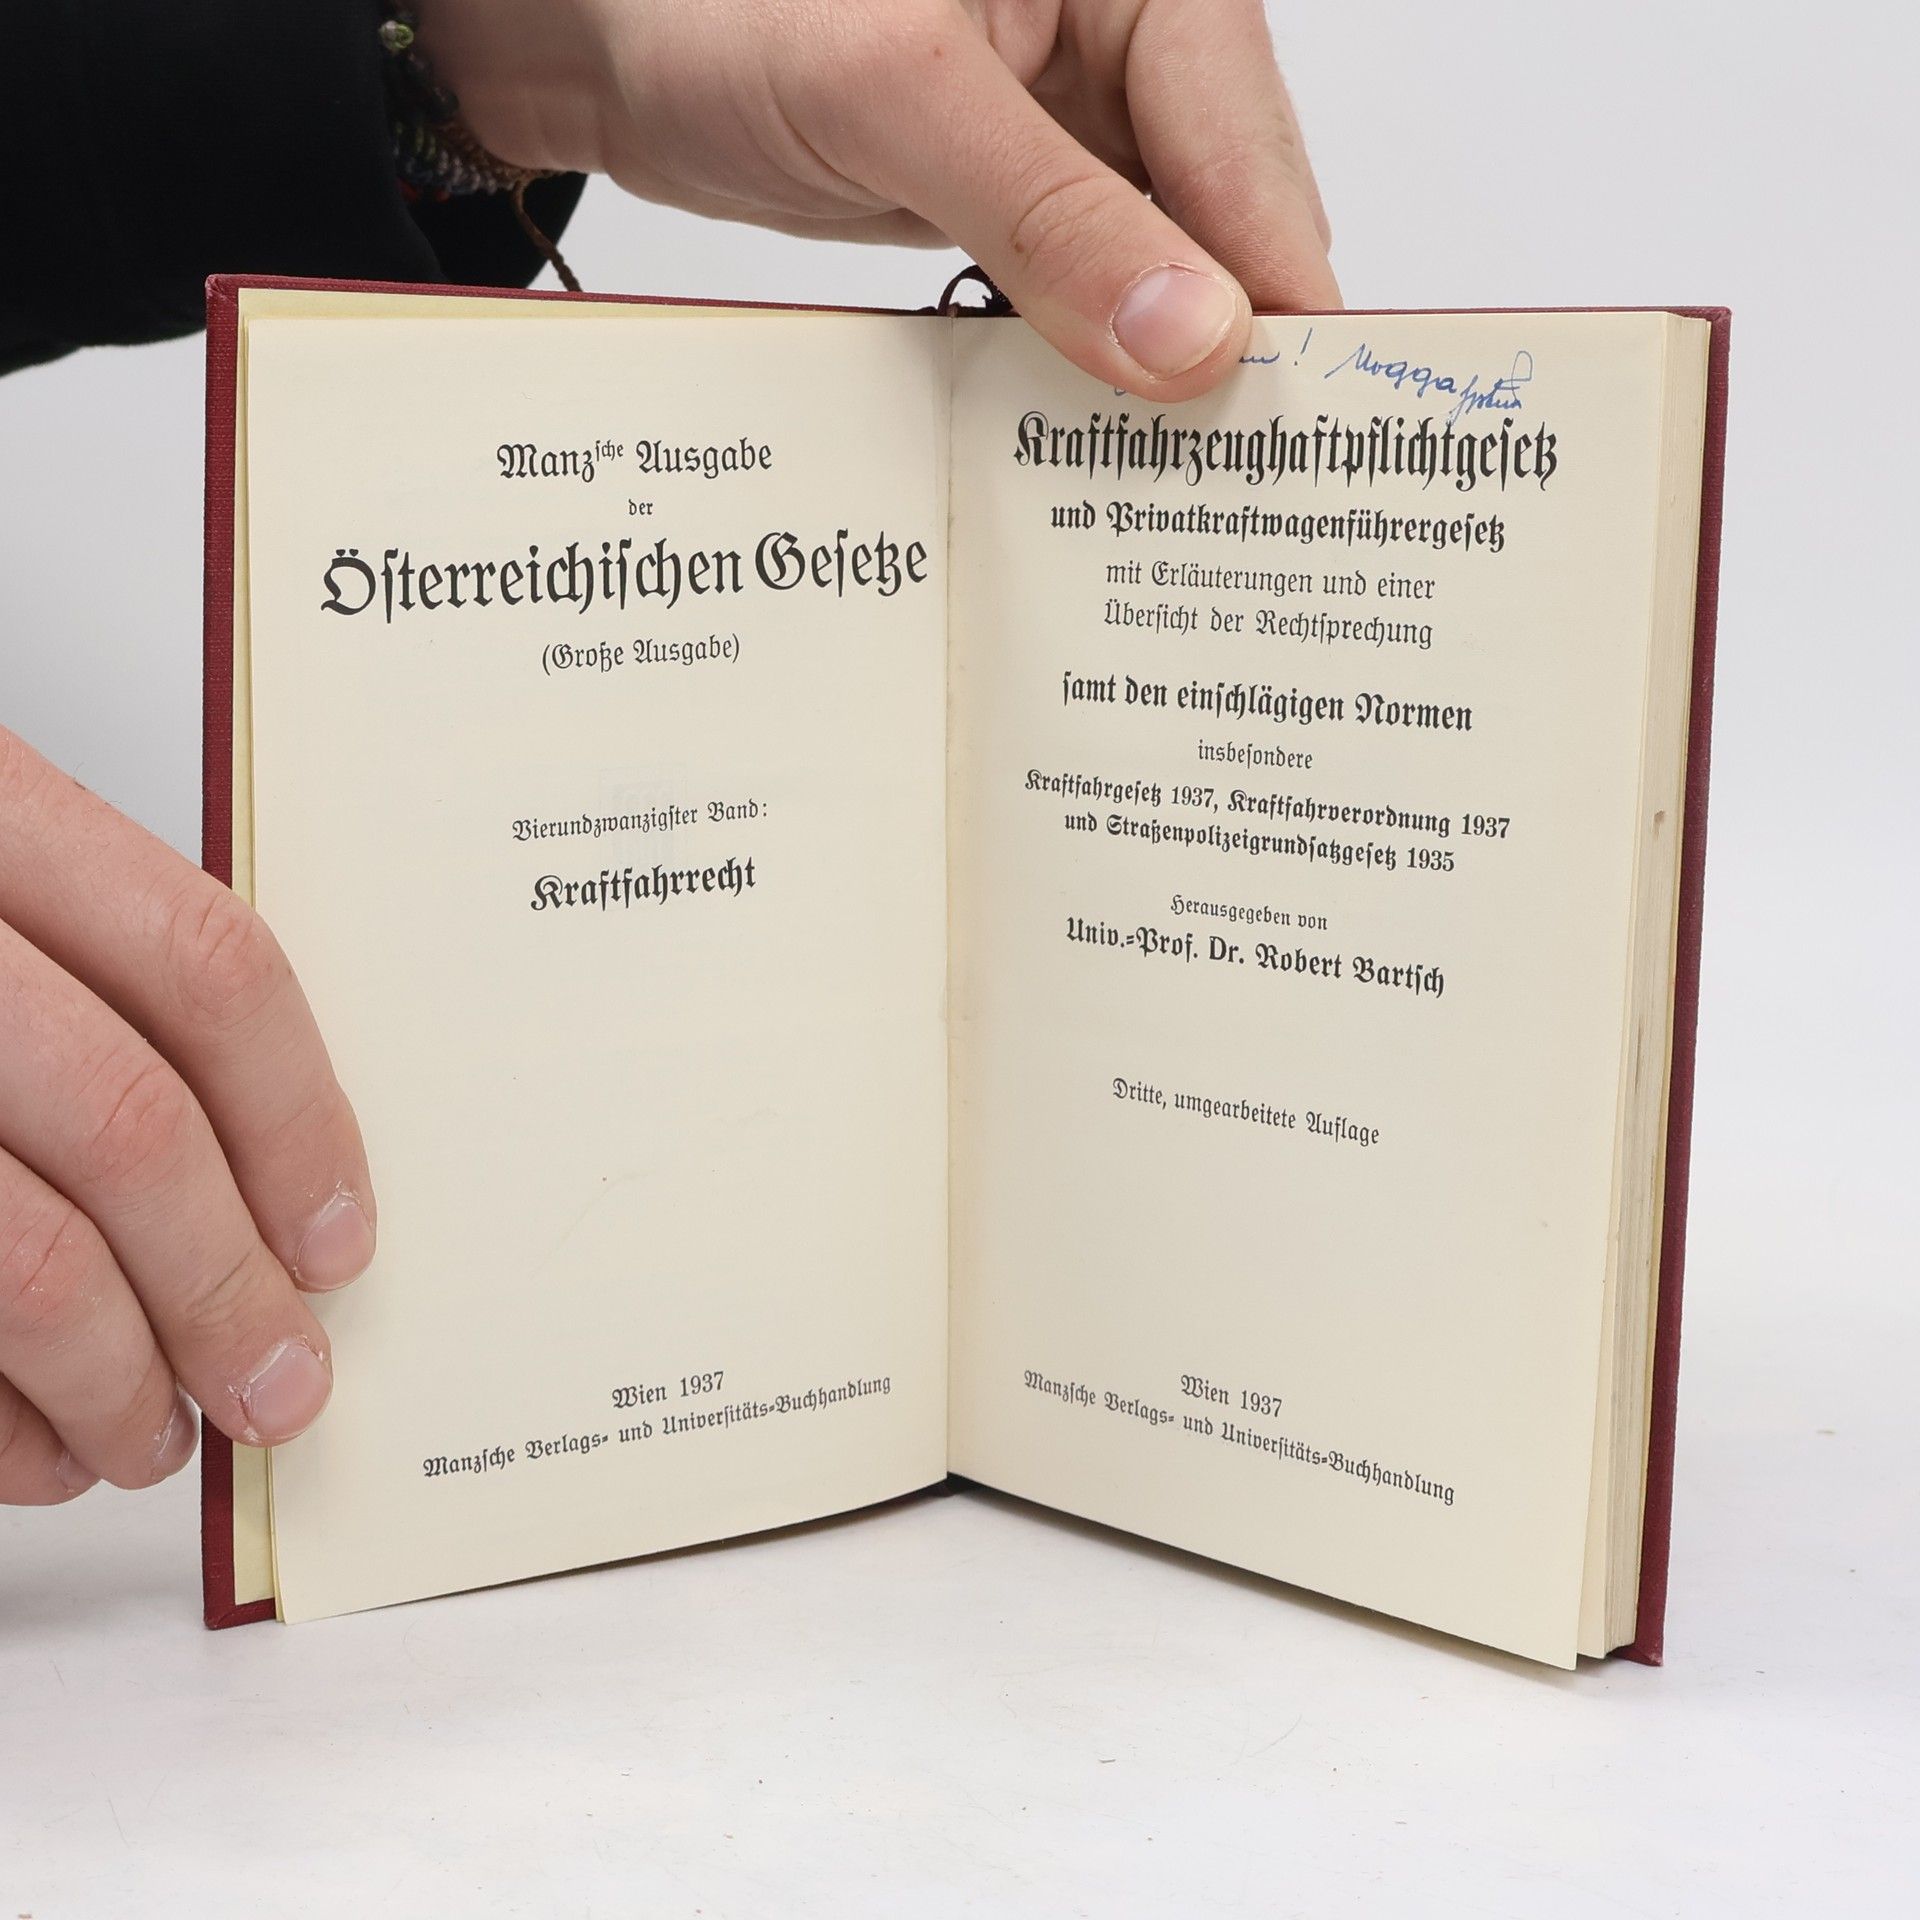 Manzsche Ausgabe
der
Österreichischen Gesetze
(Große Ausgabe)
Vierundzwanzigster Band:
Kraftfahrrecht
Wien 1937
Manzsche Verlags- und Universitäts-Buchhandlung
Kraftfahrzeughaftpflichtgesetz
und Privatkraftwagenführergesetz
mit Erläuterungen und einer
Übersicht der Rechtsprechung
samt den einschlägigen Normen
insbesondere
Kraftfahrgesetz 1937, Kraftfahrverordnung 1937
und Straßenpolizeigrundsatzgesetz 1935
Herausgegeben von
Univ.-Prof. Dr. Robert Bartsch
Dritte, umgearbeitete Auflage
Wien 1937
Manzsche Verlags- und Universitäts-Buchhandlung